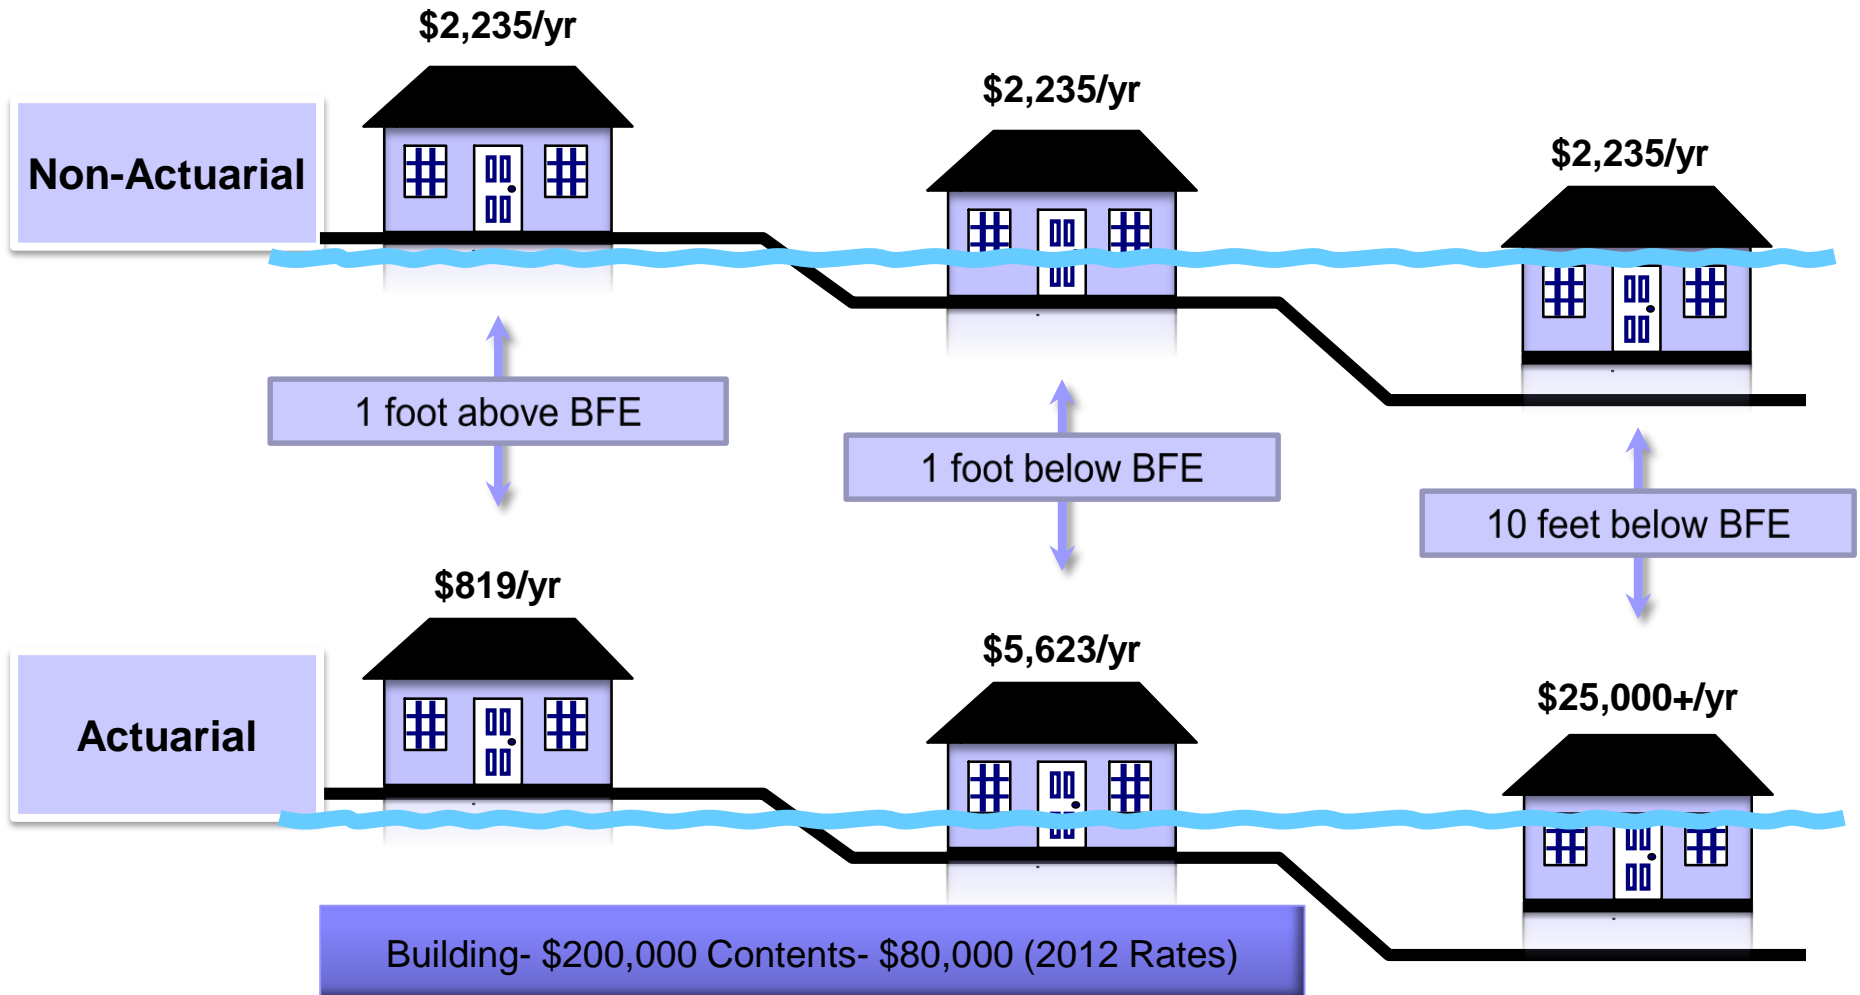 $2,235/yr
$2,235/yr
$2,235/yr
Non-Actuarial
1 foot above BFE
1 foot below BFE
10 feet below BFE
$819/yr
$5,623/yr
$25,000+/yr
Actuarial
Building- $200,000 Contents- $80,000 (2012 Rates)